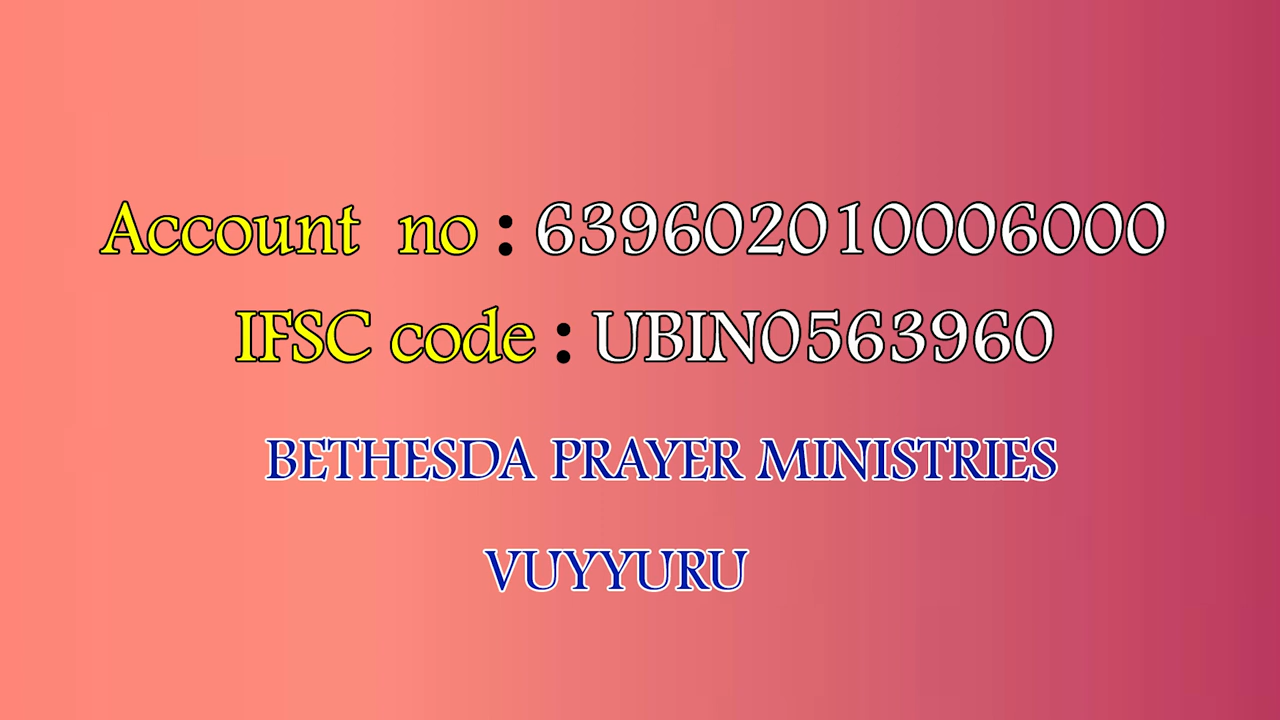 Account no : 639602010006000
IFSC code : UBIN0563960
BETHESDA PRAYER MINISTRIES
VUYYURU